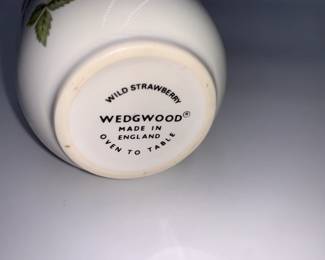 WILD STRAWBERRY
WEDGWOOD®
MADE IN
ENGLAND
OVEN TO TABLE